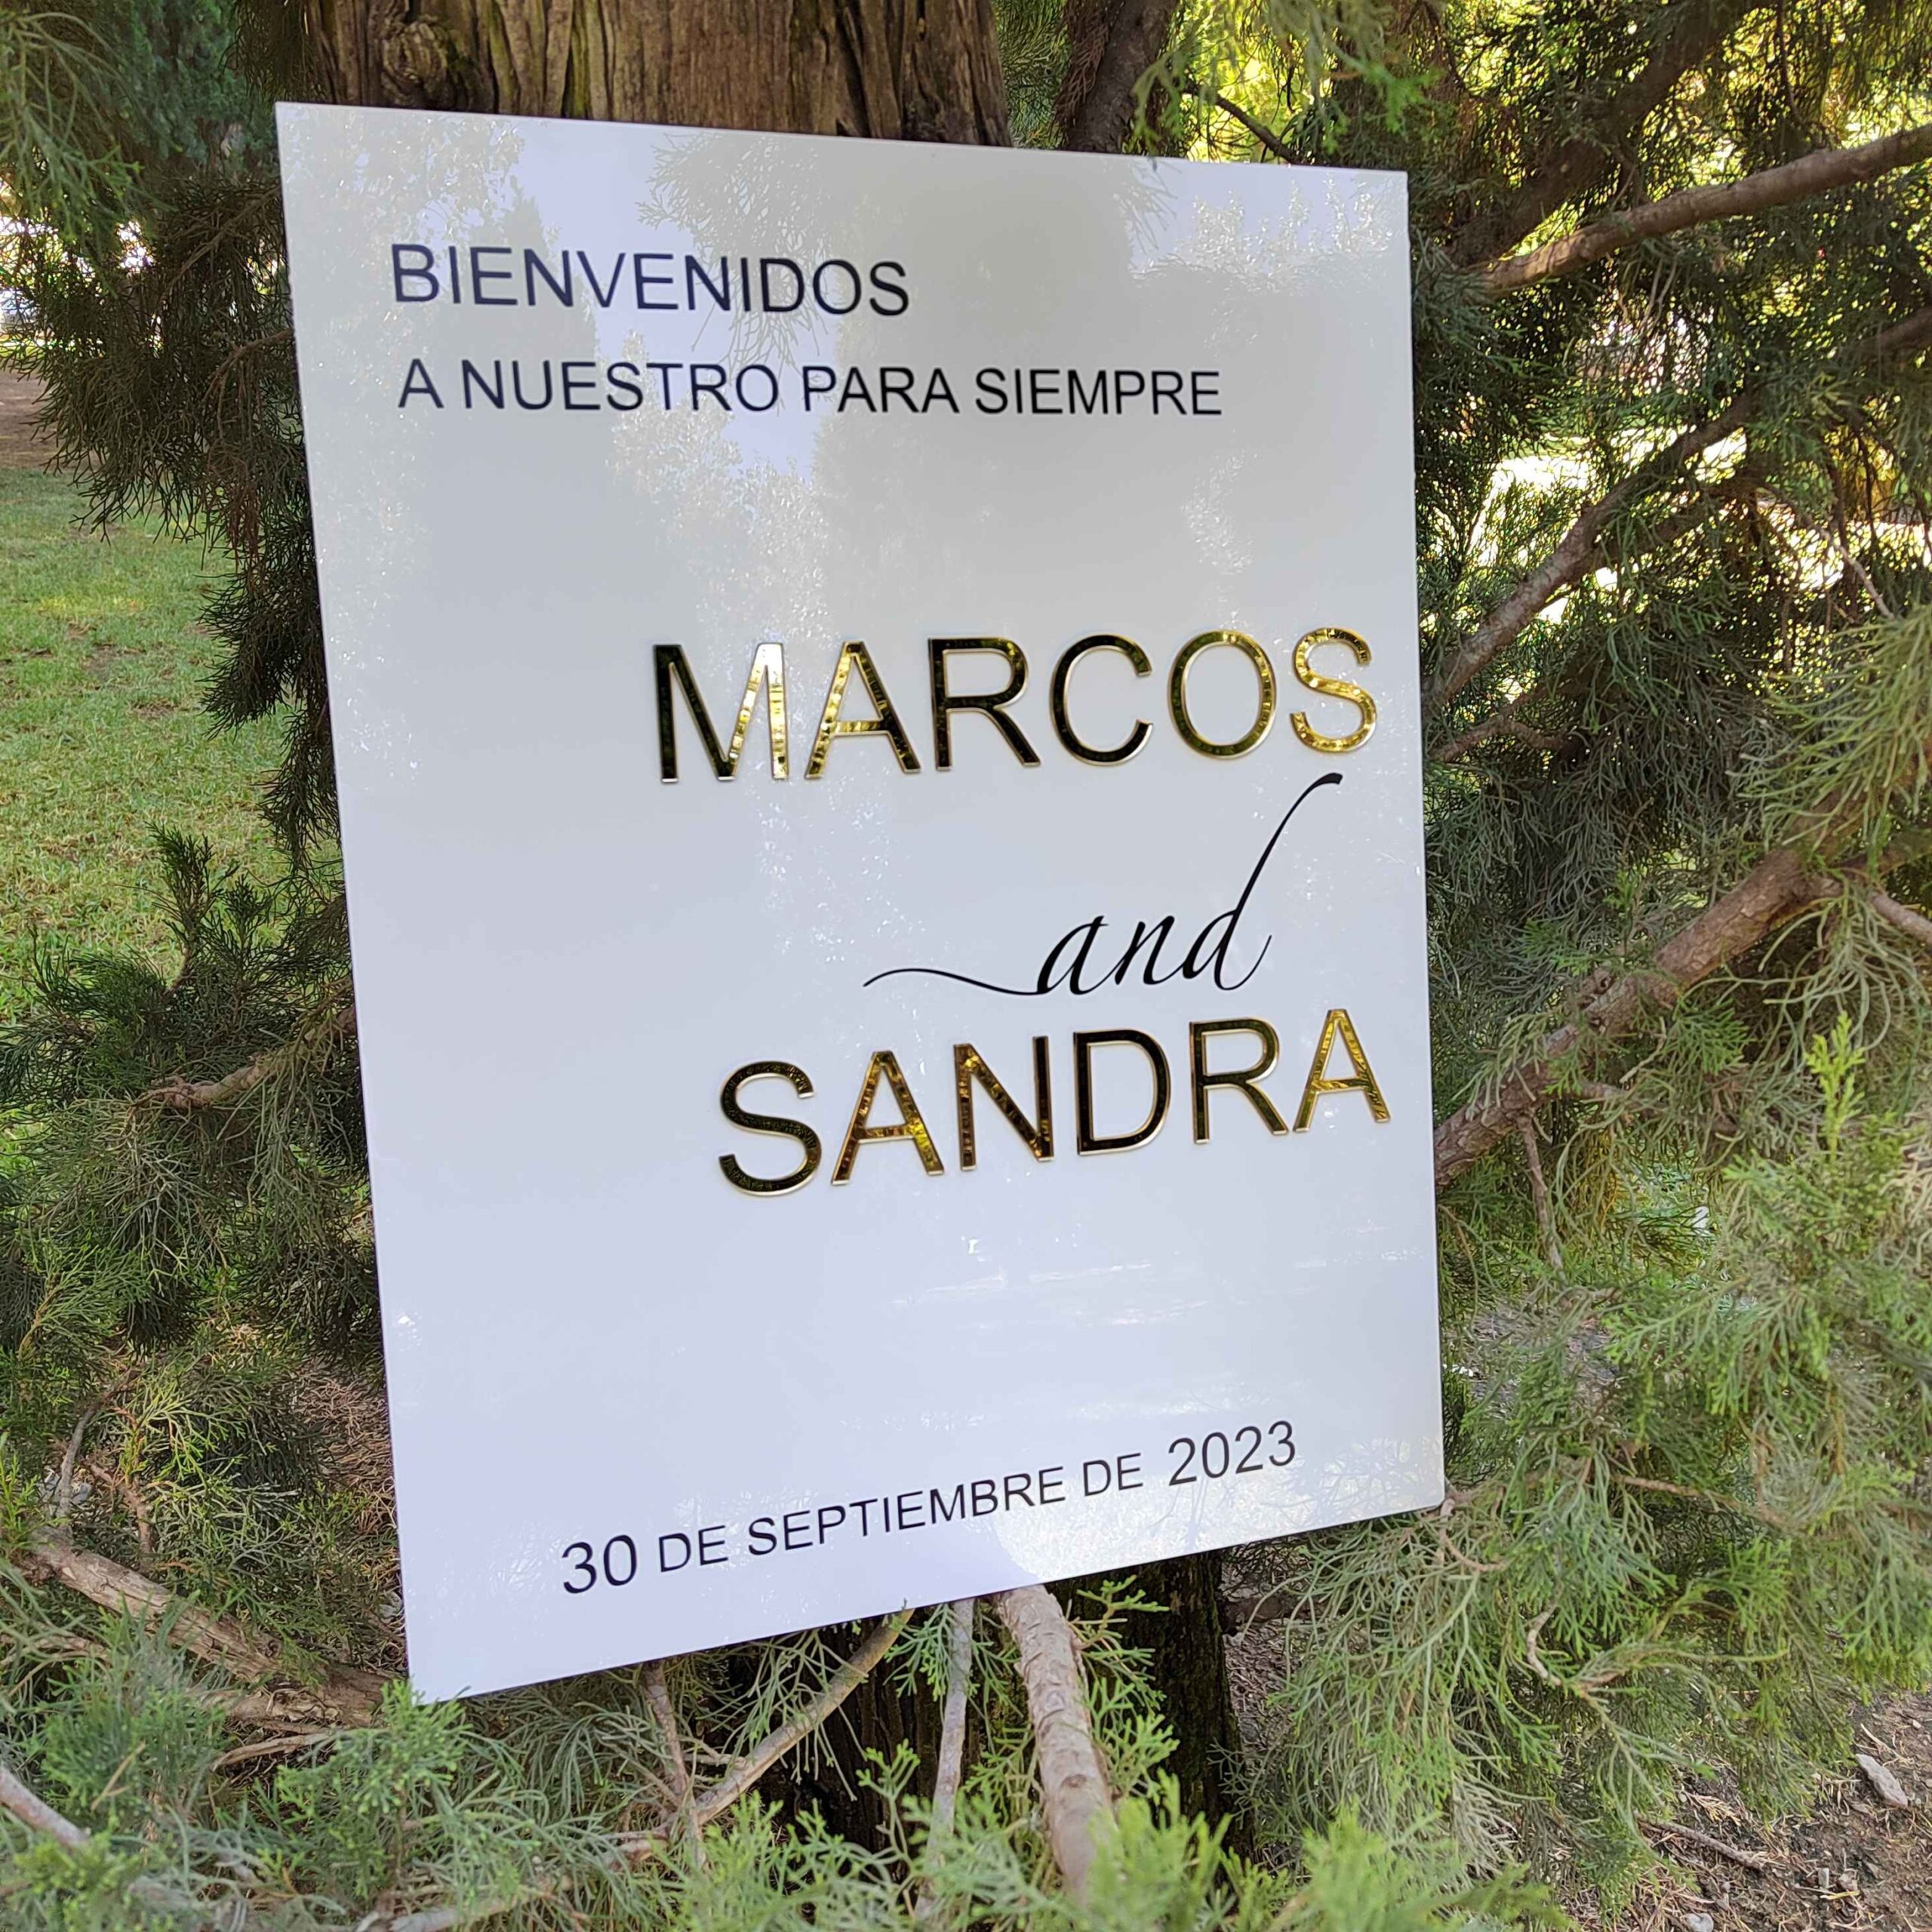 BIENVENIDOS
A NUESTRO PARA SIEMPRE
MARCOS
and
SANDRA
30 DE SEPTIEMBRE DE 2023